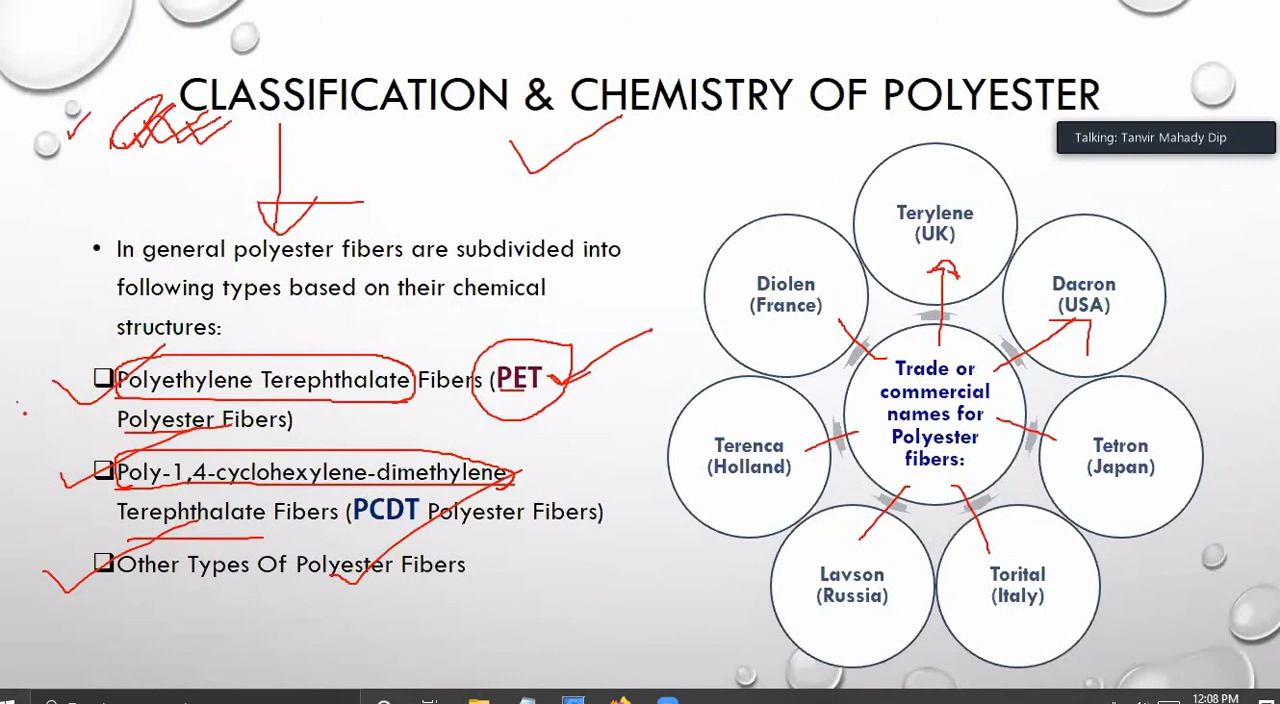 CLASSIFICATION & CHEMISTRY OF POLYESTER
Talking: Tanvir Mahady Dip
• In general polyester fibers are subdivided into
following types based on their chemical
structures:
Polyethylene Terephthalate Fibers (PET
Polyester Fibers)
Poly-1,4-cyclohexylene-dimethylene
Terephthalate Fibers (PCDT Polyester Fibers)
Other Types Of Polyester Fibers
Terylene
(UK)
Diolen
(France)
Dacron
(USA)
Trade or
commercial
names for
Polyester
fibers:
Terenca
(Holland)
Tetron
(Japan)
Lavson
(Russia)
Torital
(Italy)
12:08 PM